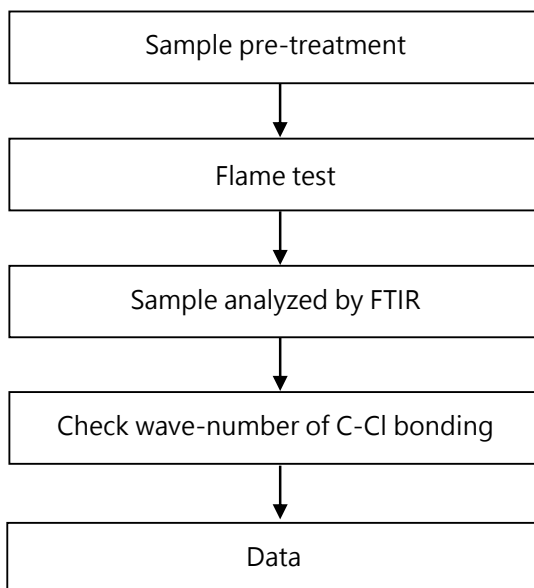 Sample pre-treatment
Flame test
Sample analyzed by FTIR
Check wave-number of C-Cl bonding
Data